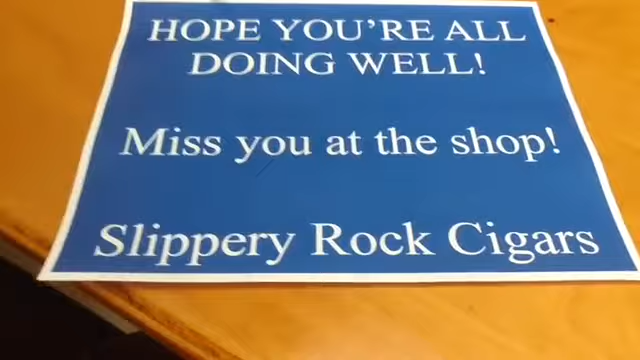 HOPE YOU'RE ALL
DOING WELL!
Miss you at the shop!
Slippery Rock Cigars